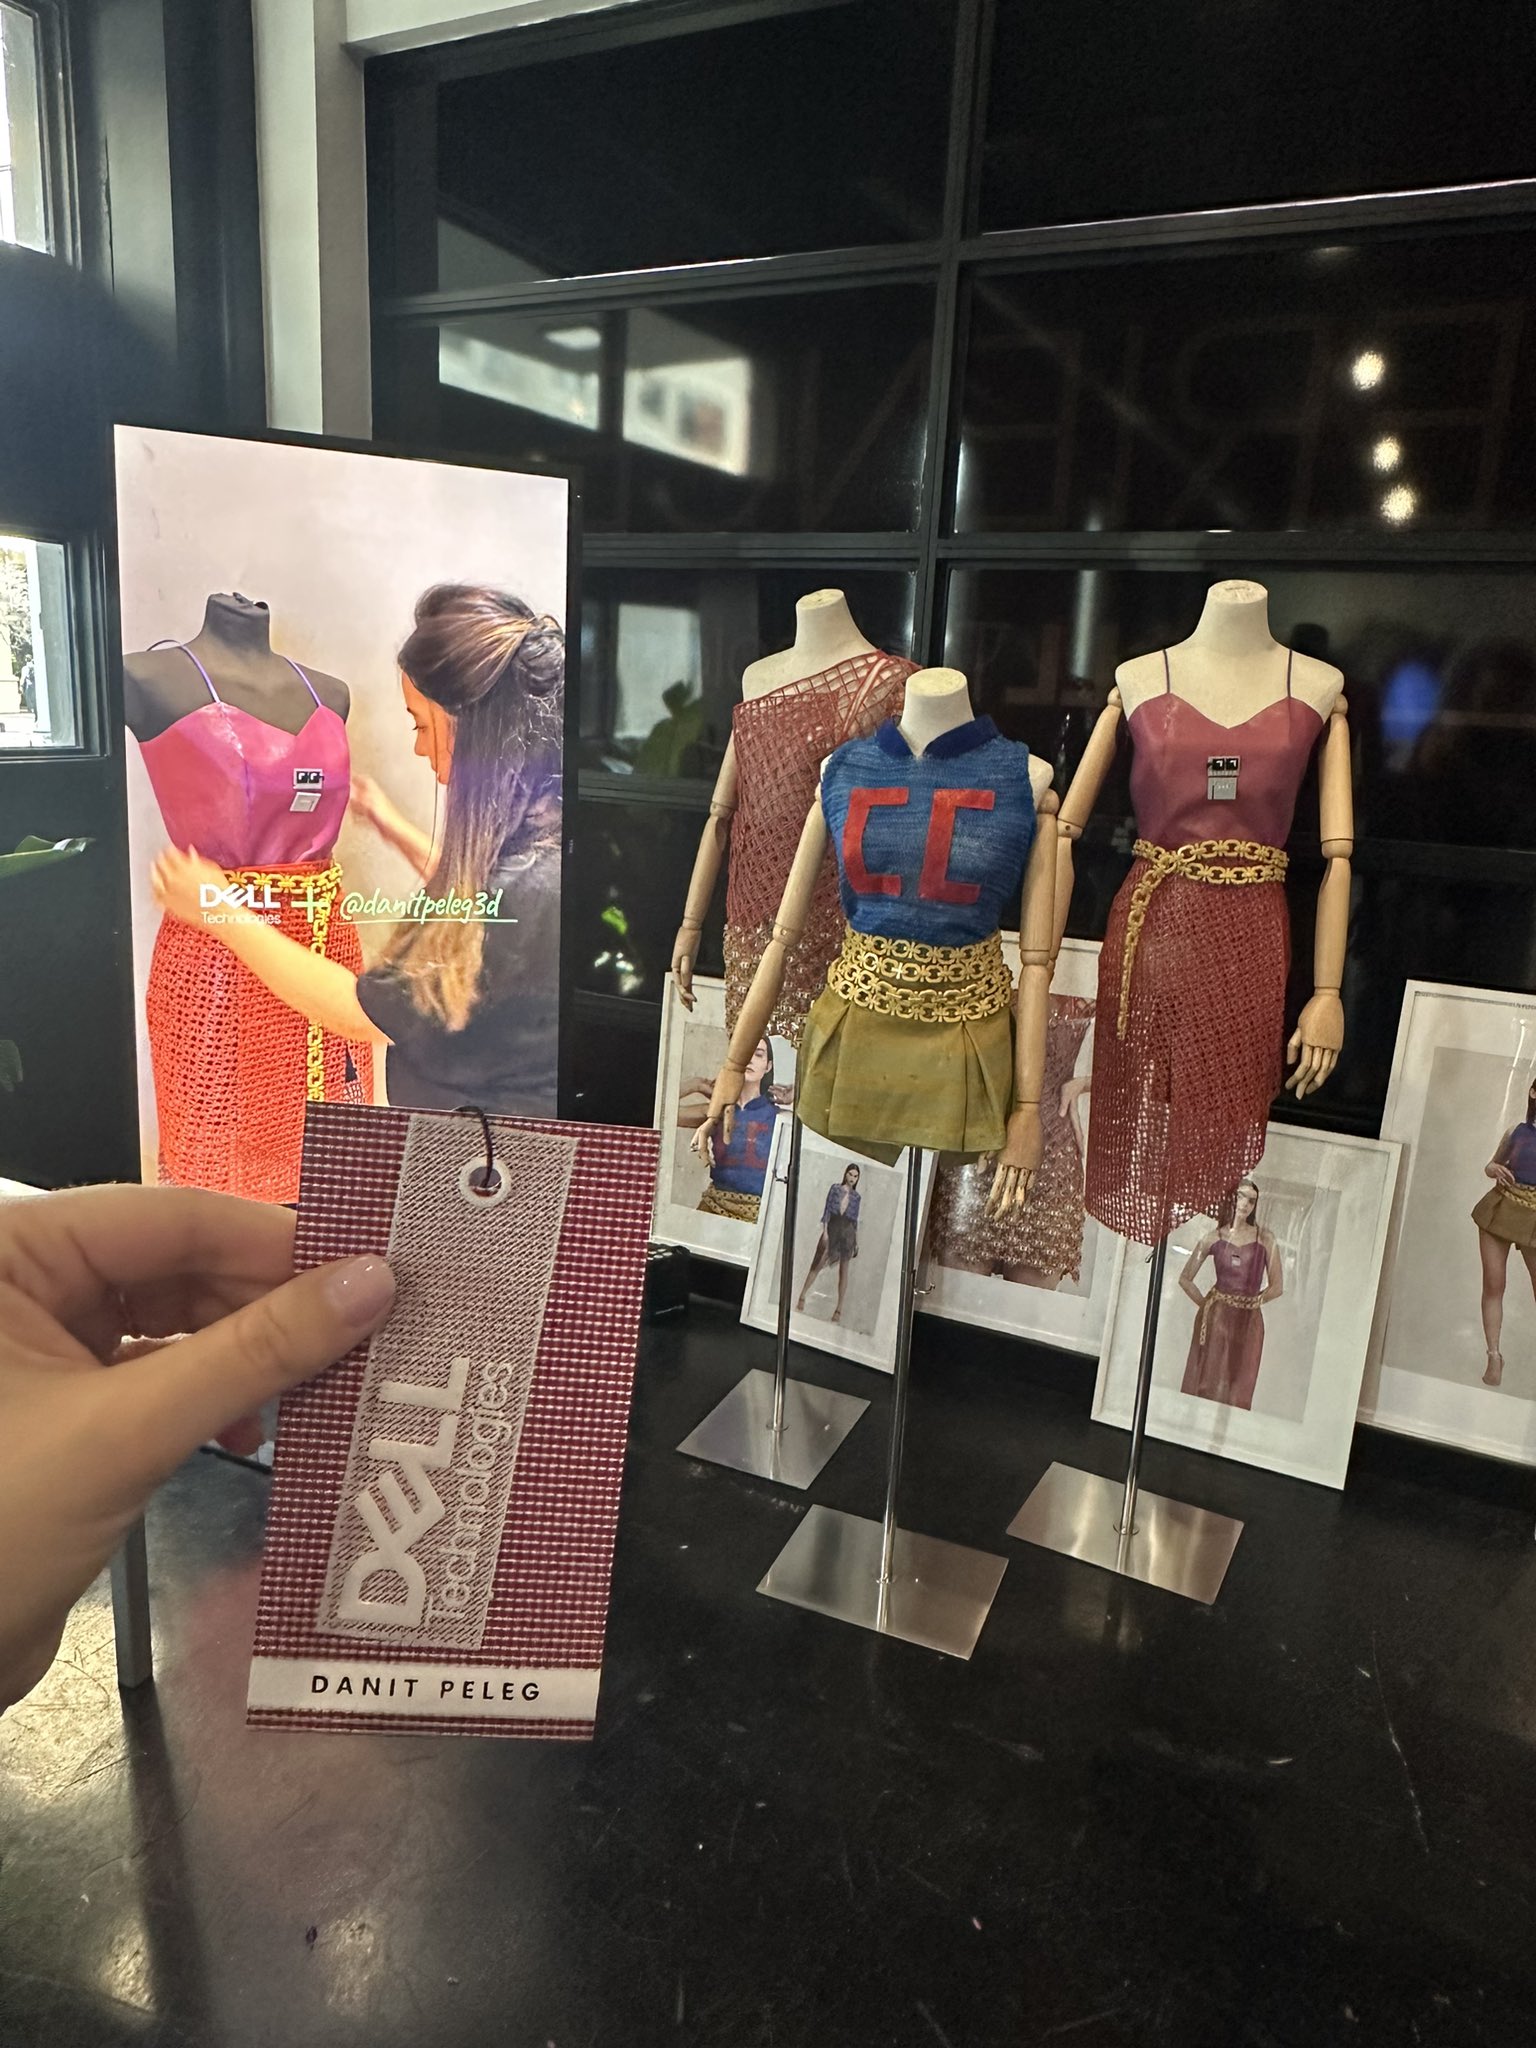 DELL
Technologies
+ @danitpeleg3d
DELL
Technologies
DANIT PELEG